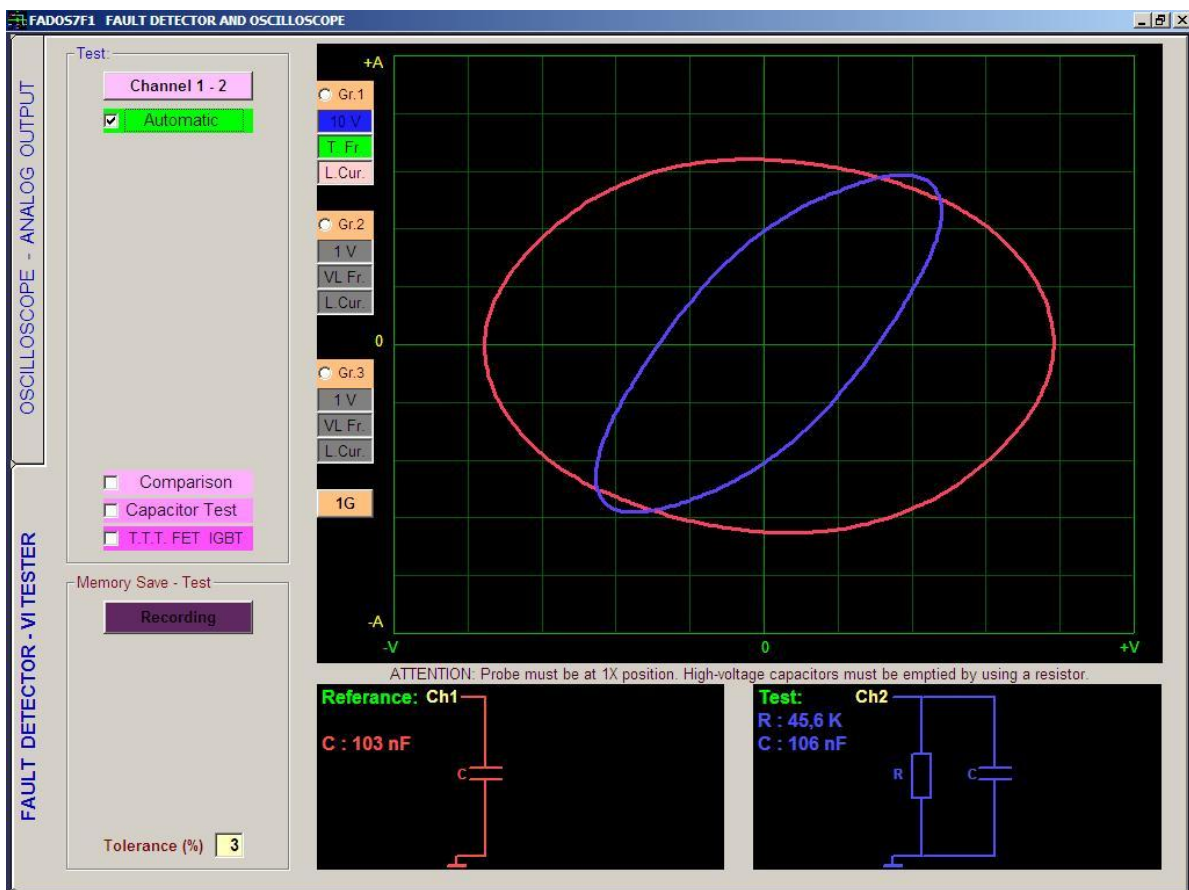 FADOS7F1 FAULT DETECTOR AND OSCILLOSCOPE
OSCILLOSCOPE - ANALOG OUTPUT
FAULT DETECTOR - VI TESTER
Test:
Channel 1 - 2
Automatic
Comparison
Capacitor Test
T.T.T. FET IGBT
Memory Save - Test
Recording
Tolerance (%) 3
+A
Gr.1
10 V
T. Fr
L.Cur.
Gr.2
1 V
VL Fr.
L.Cur.
0
Gr.3
1 V
VL Fr.
L.Cur.
1G
-A
-V 0 +V
ATTENTION: Probe must be at 1X position. High-voltage capacitors must be emptied by using a resistor.
Referance: Ch1
C : 103 nF
C
Test: Ch2
R : 45,6 K
C : 106 nF
R C